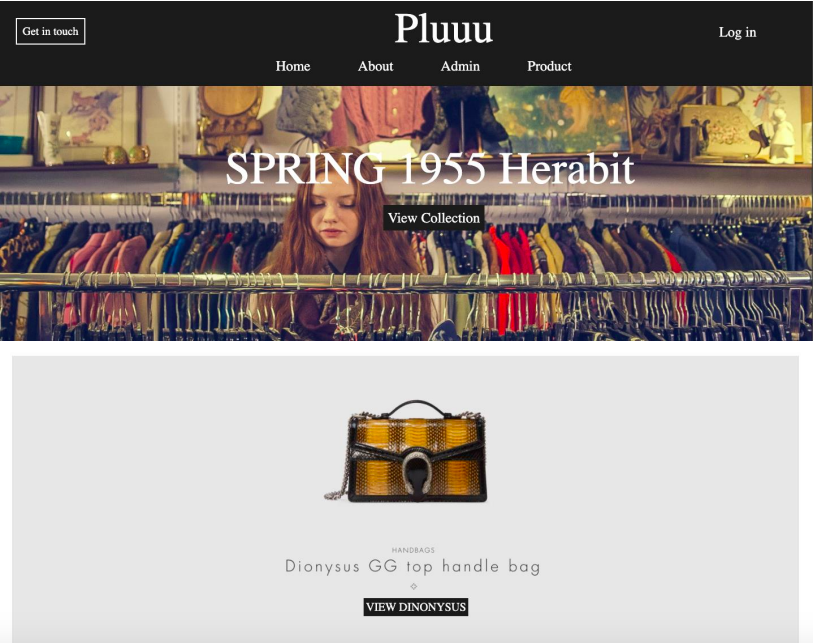 Get in touch
Pluuu
Log in
Home About Admin Product
SPRING 1955 Herabit
View Collection
HANDBAGS
Dionysus GG top handle bag
VIEW DINONYSUS